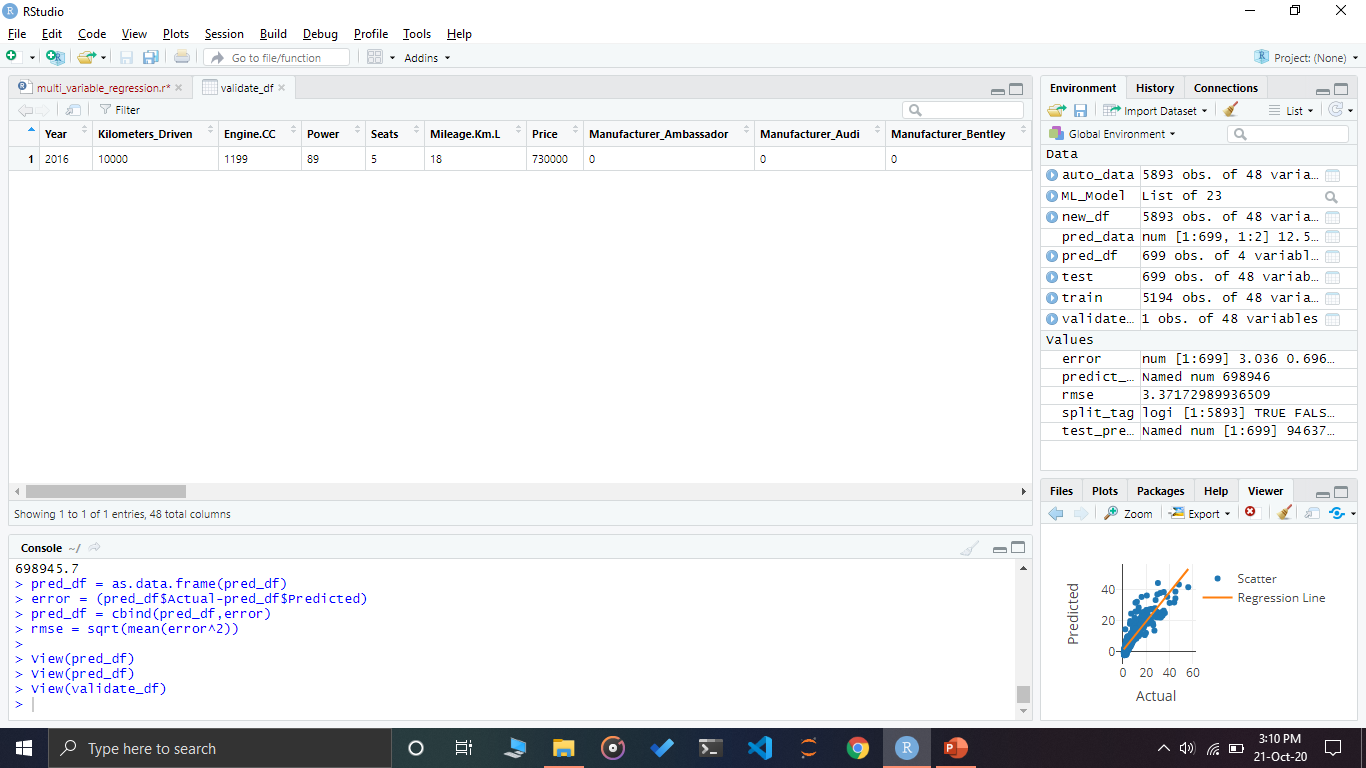 RStudio
File Edit Code View Plots Session Build Debug Profile Tools Help
Go to file/function Addins Project: (None)
multi_variable_regression.r* validate_df
Filter
Year Kilometers_Driven Engine.CC Power Seats Mileage.Km.L Price Manufacturer_Ambassador Manufacturer_Audi Manufacturer_Bentley
1 2016 10000 1199 89 5 18 730000 0 0 0
Showing 1 to 1 of 1 entries, 48 total columns
Console ~/
698945.7
> pred_df = as.data.frame(pred_df)
> error = (pred_df$Actual-pred_df$Predicted)
> pred_df = cbind(pred_df,error)
> rmse = sqrt(mean(error^2))
>
> View(pred_df)
> View(pred_df)
> View(validate_df)
>
Environment History Connections
Import Dataset List
Global Environment
Data
auto_data 5893 obs. of 48 varia…
ML_Model List of 23
new_df 5893 obs. of 48 varia…
pred_data num [1:699, 1:2] 12.5…
pred_df 699 obs. of 4 variabl…
test 699 obs. of 48 variab…
train 5194 obs. of 48 varia…
validate… 1 obs. of 48 variables
Values
error num [1:699] 3.036 0.696…
predict_… Named num 698946
rmse 3.37172989936509
split_tag logi [1:5893] TRUE FALS…
test_pre… Named num [1:699] 94637…
Files Plots Packages Help Viewer
Zoom Export
Predicted
40
20
0
0 20 40 60
Actual
Scatter
Regression Line
Type here to search
3:10 PM
21-Oct-20